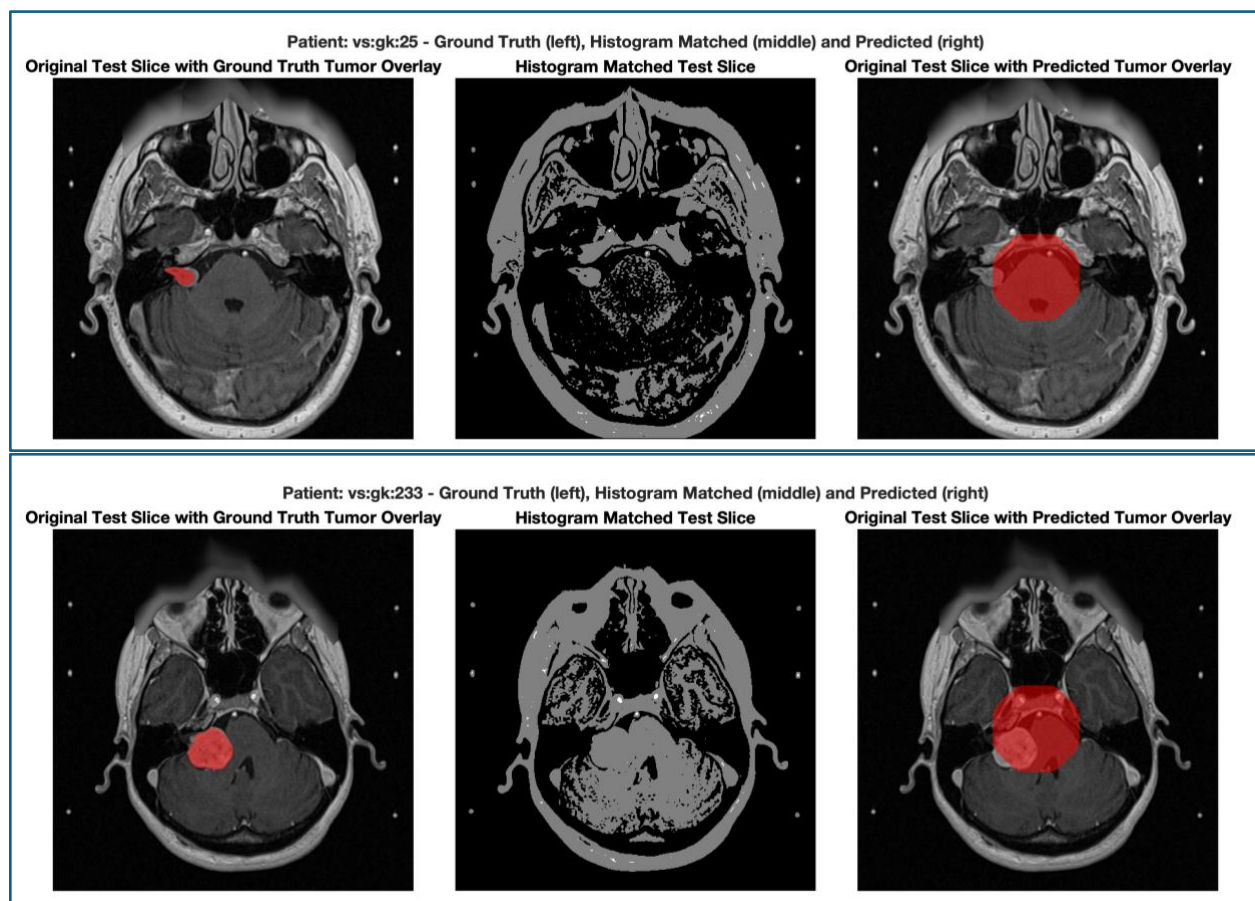 Patient: vs:gk:25 - Ground Truth (left), Histogram Matched (middle) and Predicted (right)
Original Test Slice with Ground Truth Tumor Overlay
Histogram Matched Test Slice
Original Test Slice with Predicted Tumor Overlay
Patient: vs:gk:233 - Ground Truth (left), Histogram Matched (middle) and Predicted (right)
Original Test Slice with Ground Truth Tumor Overlay
Histogram Matched Test Slice
Original Test Slice with Predicted Tumor Overlay